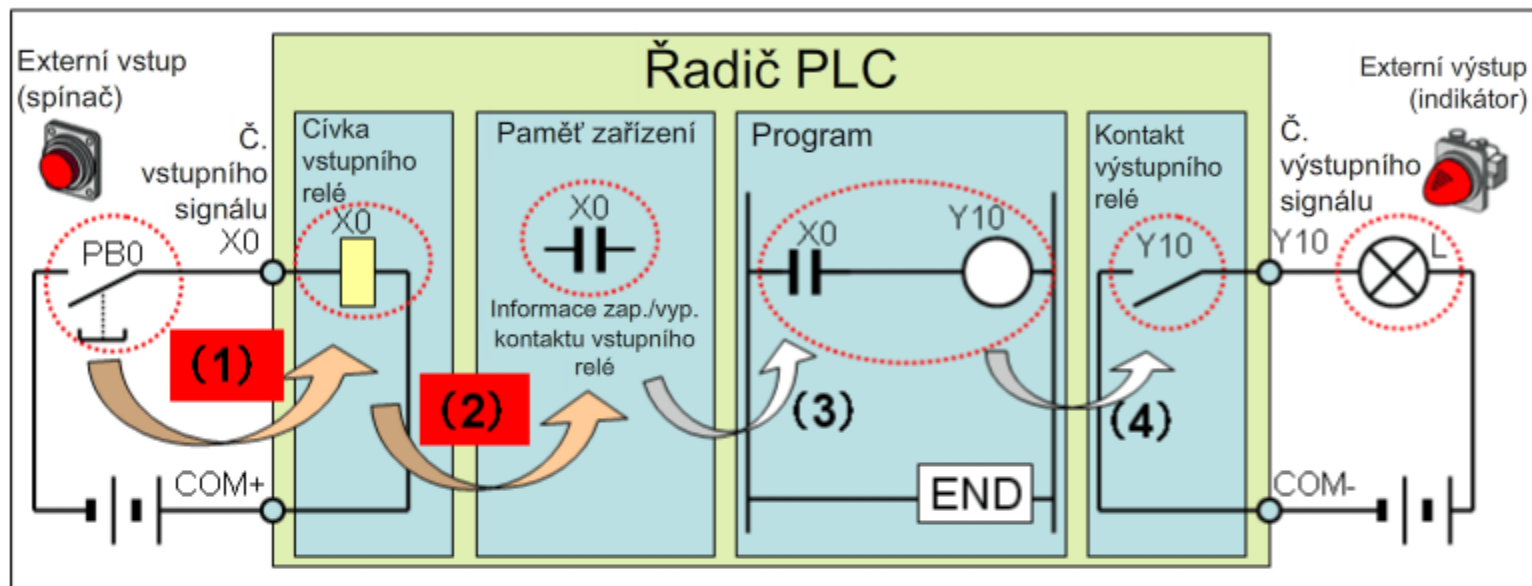 Řadič PLC
Externí vstup
(spínač)
Č.
vstupního
signálu
X0
PB0
COM+
Cívka
vstupního
relé
X0
(1)
Paměť zařízení
X0
Informace zap./vyp.
kontaktu vstupního
relé
(2)
Program
X0
Y10
(3)
END
Kontakt
výstupního
relé
Y10
(4)
Externí výstup
(indikátor)
Č.
výstupního
signálu
Y10
L
COM-